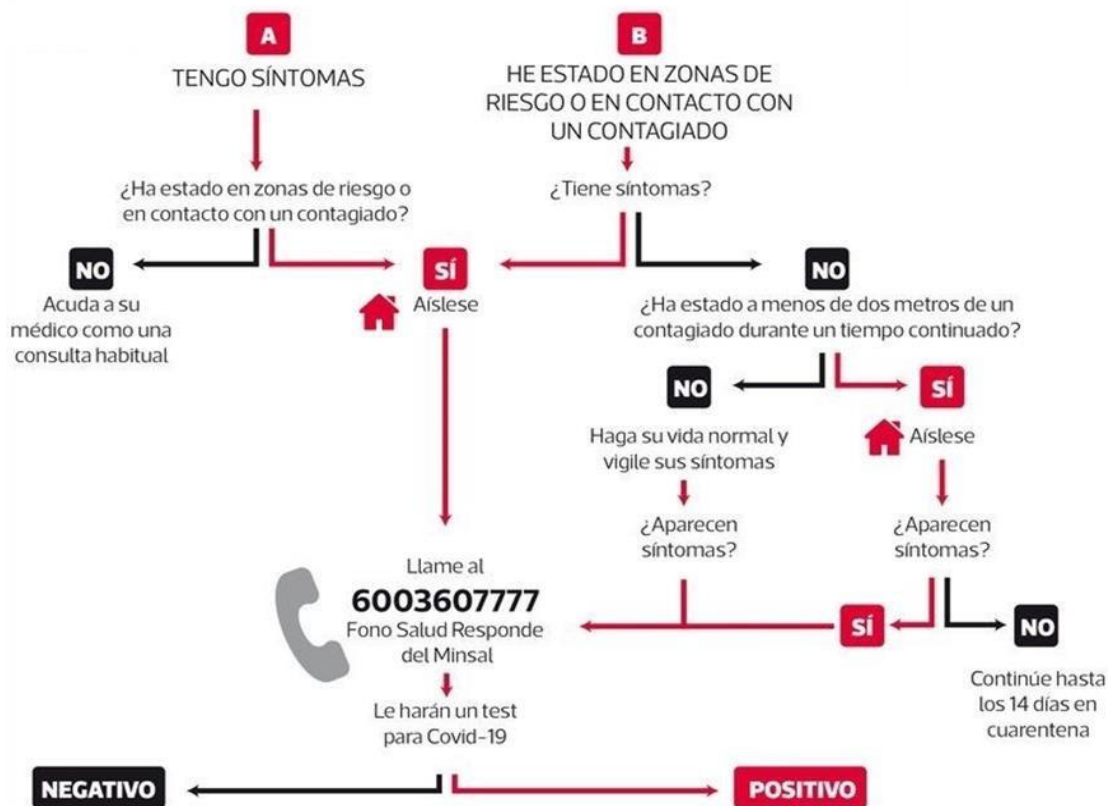 A
TENGO SÍNTOMAS
¿Ha estado en zonas de riesgo o
en contacto con un contagiado?
NO
Acuda a su
médico como una
consulta habitual
B
HE ESTADO EN ZONAS DE
RIESGO O EN CONTACTO CON
UN CONTAGIADO
¿Tiene síntomas?
SÍ
Aíslese
NO
¿Ha estado a menos de dos metros de un
contagiado durante un tiempo continuado?
NO
Haga su vida normal y
vigile sus síntomas
¿Aparecen
síntomas?
SÍ
Aíslese
¿Aparecen
síntomas?
SÍ
NO
Continúe hasta
los 14 días en
cuarentena
Llame al
6003607777
Fono Salud Responde
del Minsal
Le harán un test
para Covid-19
NEGATIVO
POSITIVO